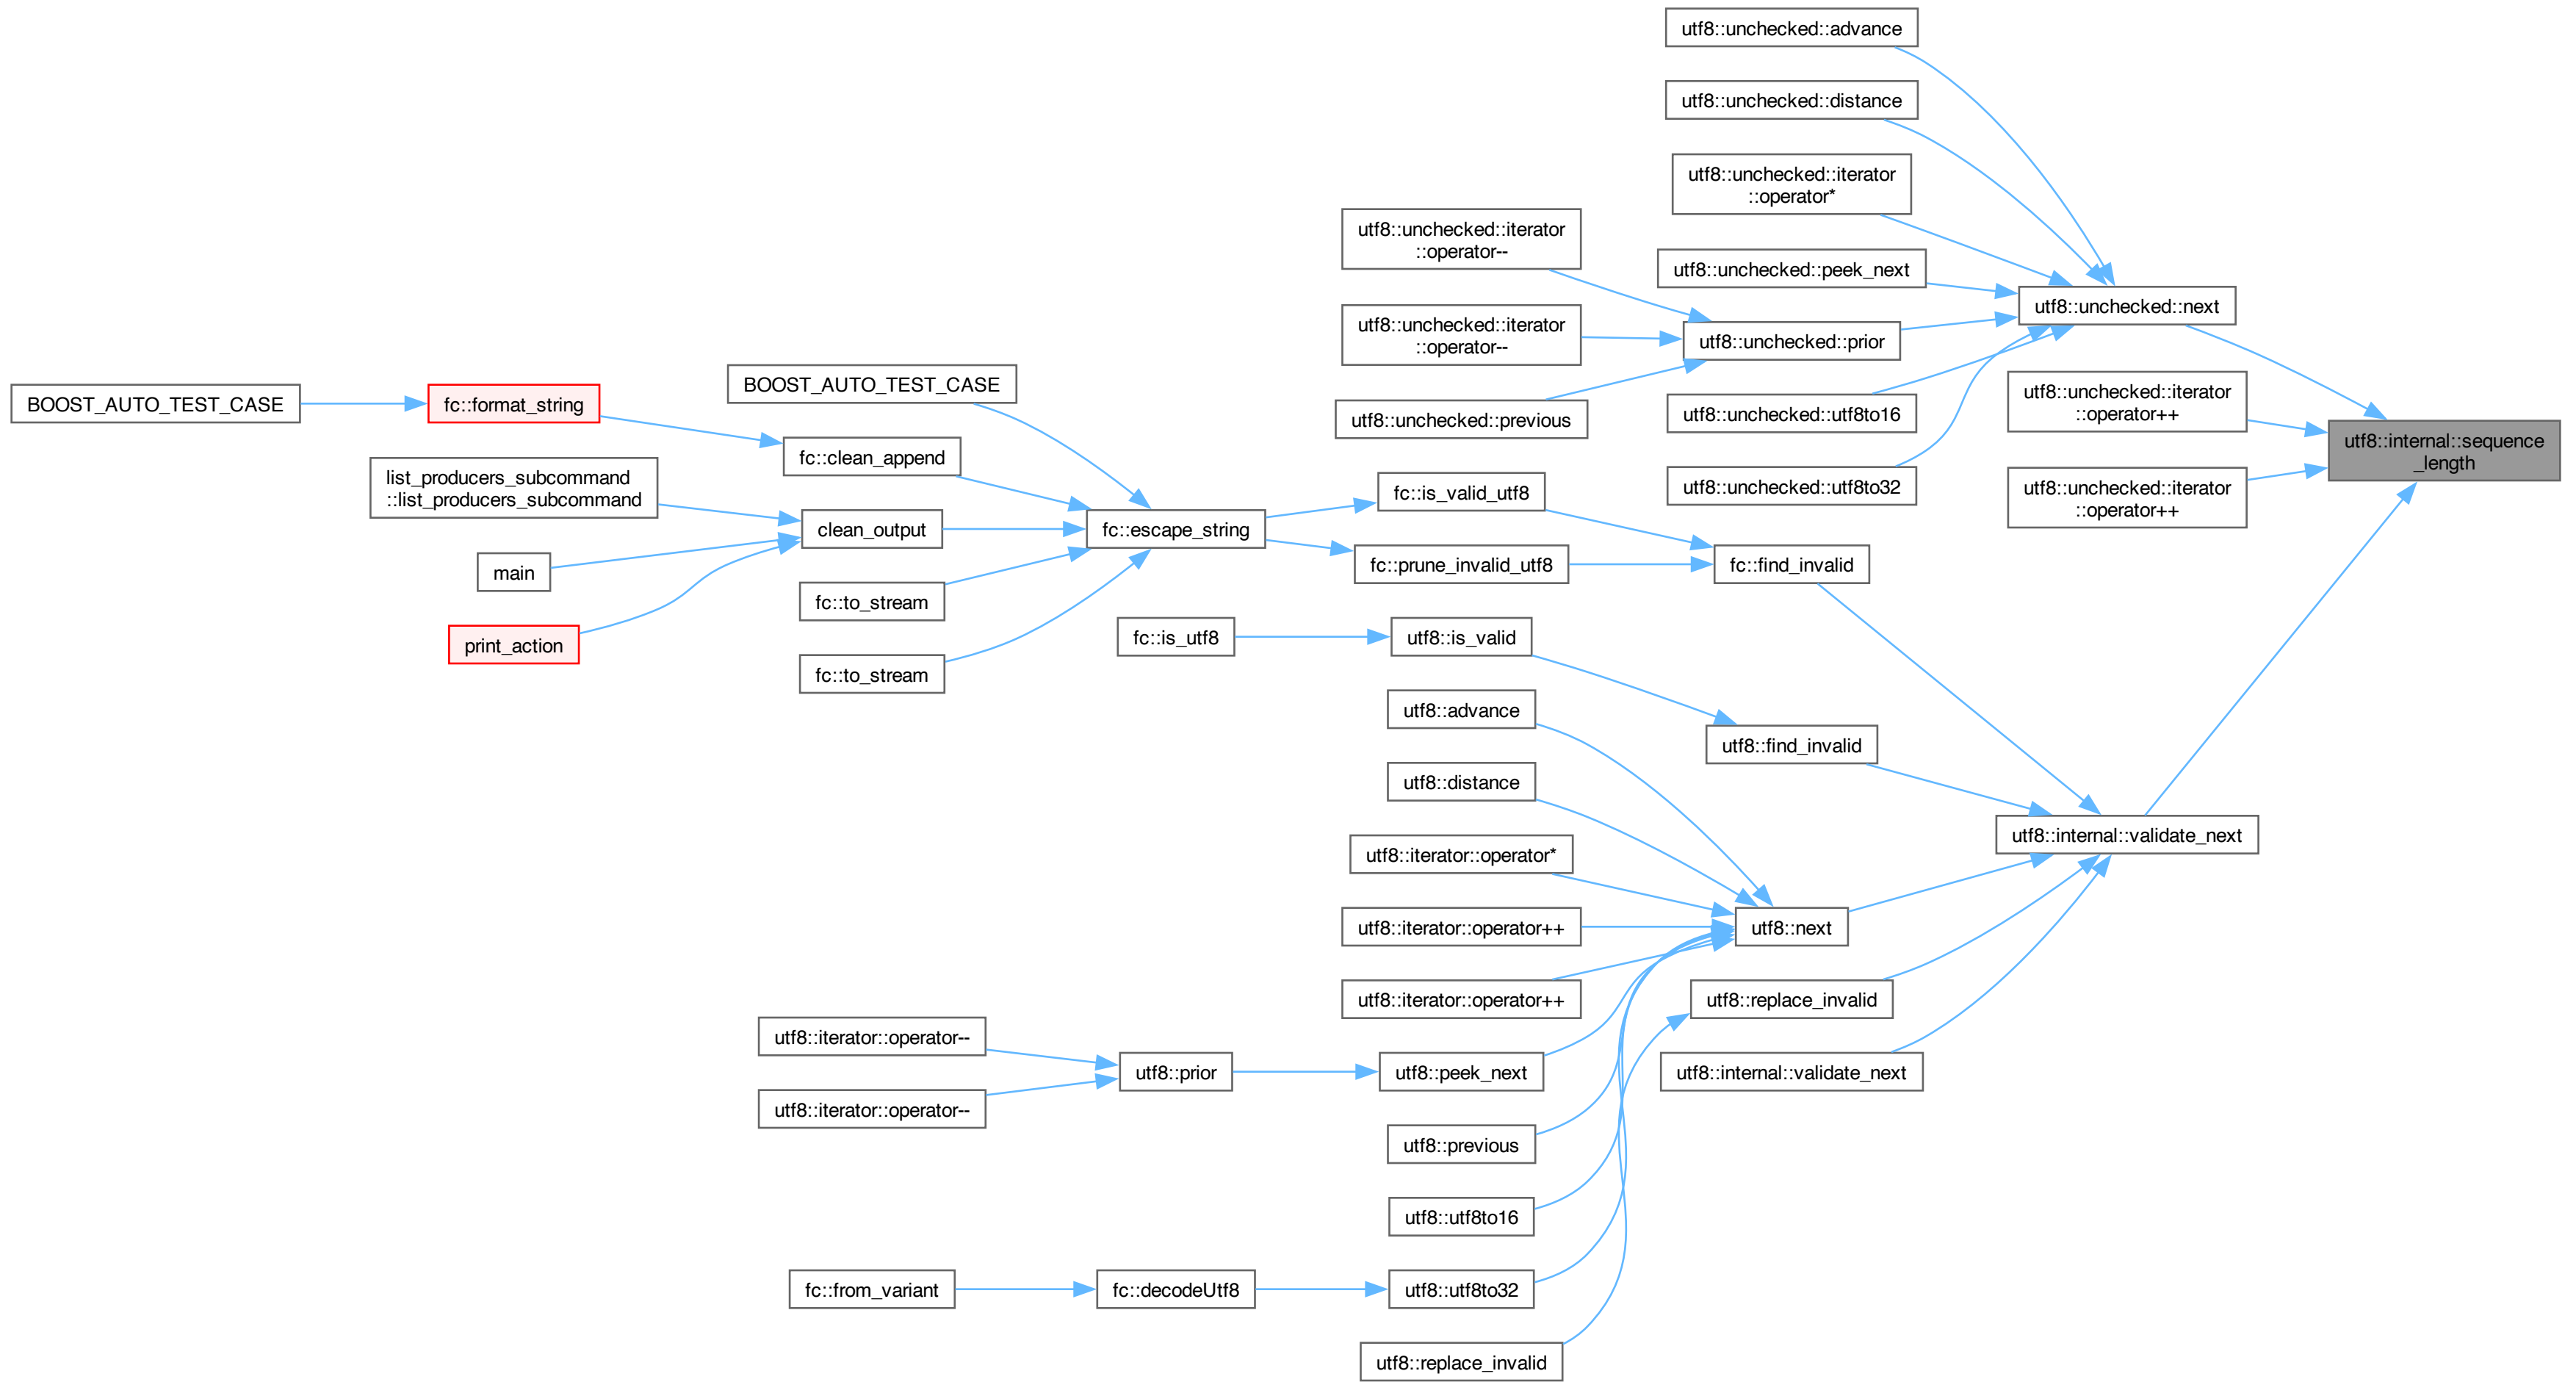 utf8::unchecked::advance
utf8::unchecked::distance
utf8::unchecked::iterator
::operator*
utf8::unchecked::iterator
::operator--
utf8::unchecked::peek_next
utf8::unchecked::next
utf8::unchecked::iterator
::operator--
utf8::unchecked::prior
BOOST_AUTO_TEST_CASE
BOOST_AUTO_TEST_CASE
fc::format_string
utf8::unchecked::iterator
::operator++
utf8::unchecked::previous
utf8::unchecked::utf8to16
utf8::internal::sequence
_length
fc::clean_append
list_producers_subcommand
::list_producers_subcommand
fc::is_valid_utf8
utf8::unchecked::utf8to32
utf8::unchecked::iterator
::operator++
clean_output
fc::escape_string
main
fc::prune_invalid_utf8
fc::find_invalid
fc::to_stream
print_action
fc::is_utf8
utf8::is_valid
fc::to_stream
utf8::advance
utf8::find_invalid
utf8::distance
utf8::internal::validate_next
utf8::iterator::operator*
utf8::iterator::operator++
utf8::next
utf8::iterator::operator++
utf8::replace_invalid
utf8::iterator::operator--
utf8::prior
utf8::peek_next
utf8::internal::validate_next
utf8::iterator::operator--
utf8::previous
utf8::utf8to16
fc::from_variant
fc::decodeUtf8
utf8::utf8to32
utf8::replace_invalid